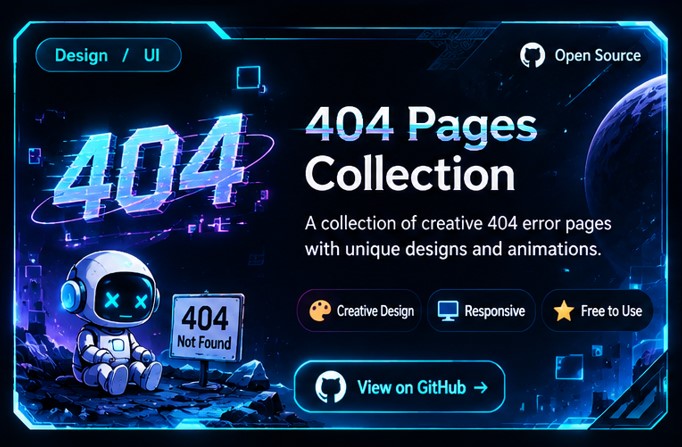 Design / UI
Open Source
404
404 Pages
Collection
A collection of creative 404 error pages
with unique designs and animations.
Creative Design
Responsive
Free to Use
404
Not Found
View on GitHub →